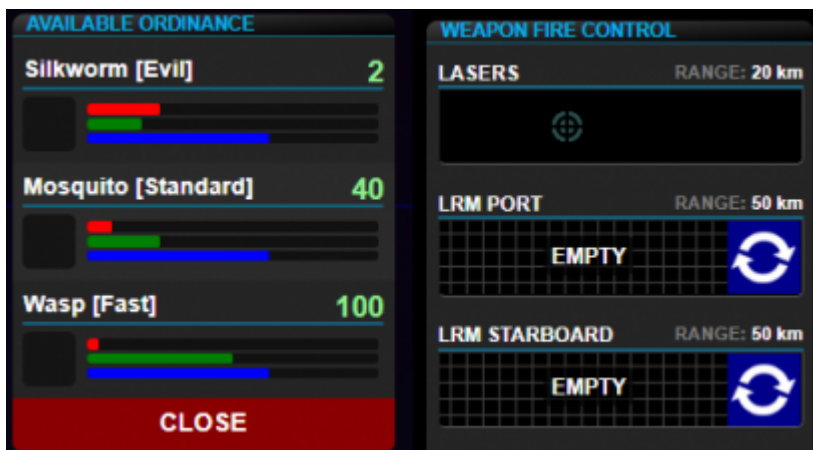 AVAILABLE ORDINANCE
Silkworm [Evil] 2
Mosquito [Standard] 40
Wasp [Fast] 100
CLOSE
WEAPON FIRE CONTROL
LASERS RANGE: 20 km
LRM PORT RANGE: 50 km
EMPTY
LRM STARBOARD RANGE: 50 km
EMPTY